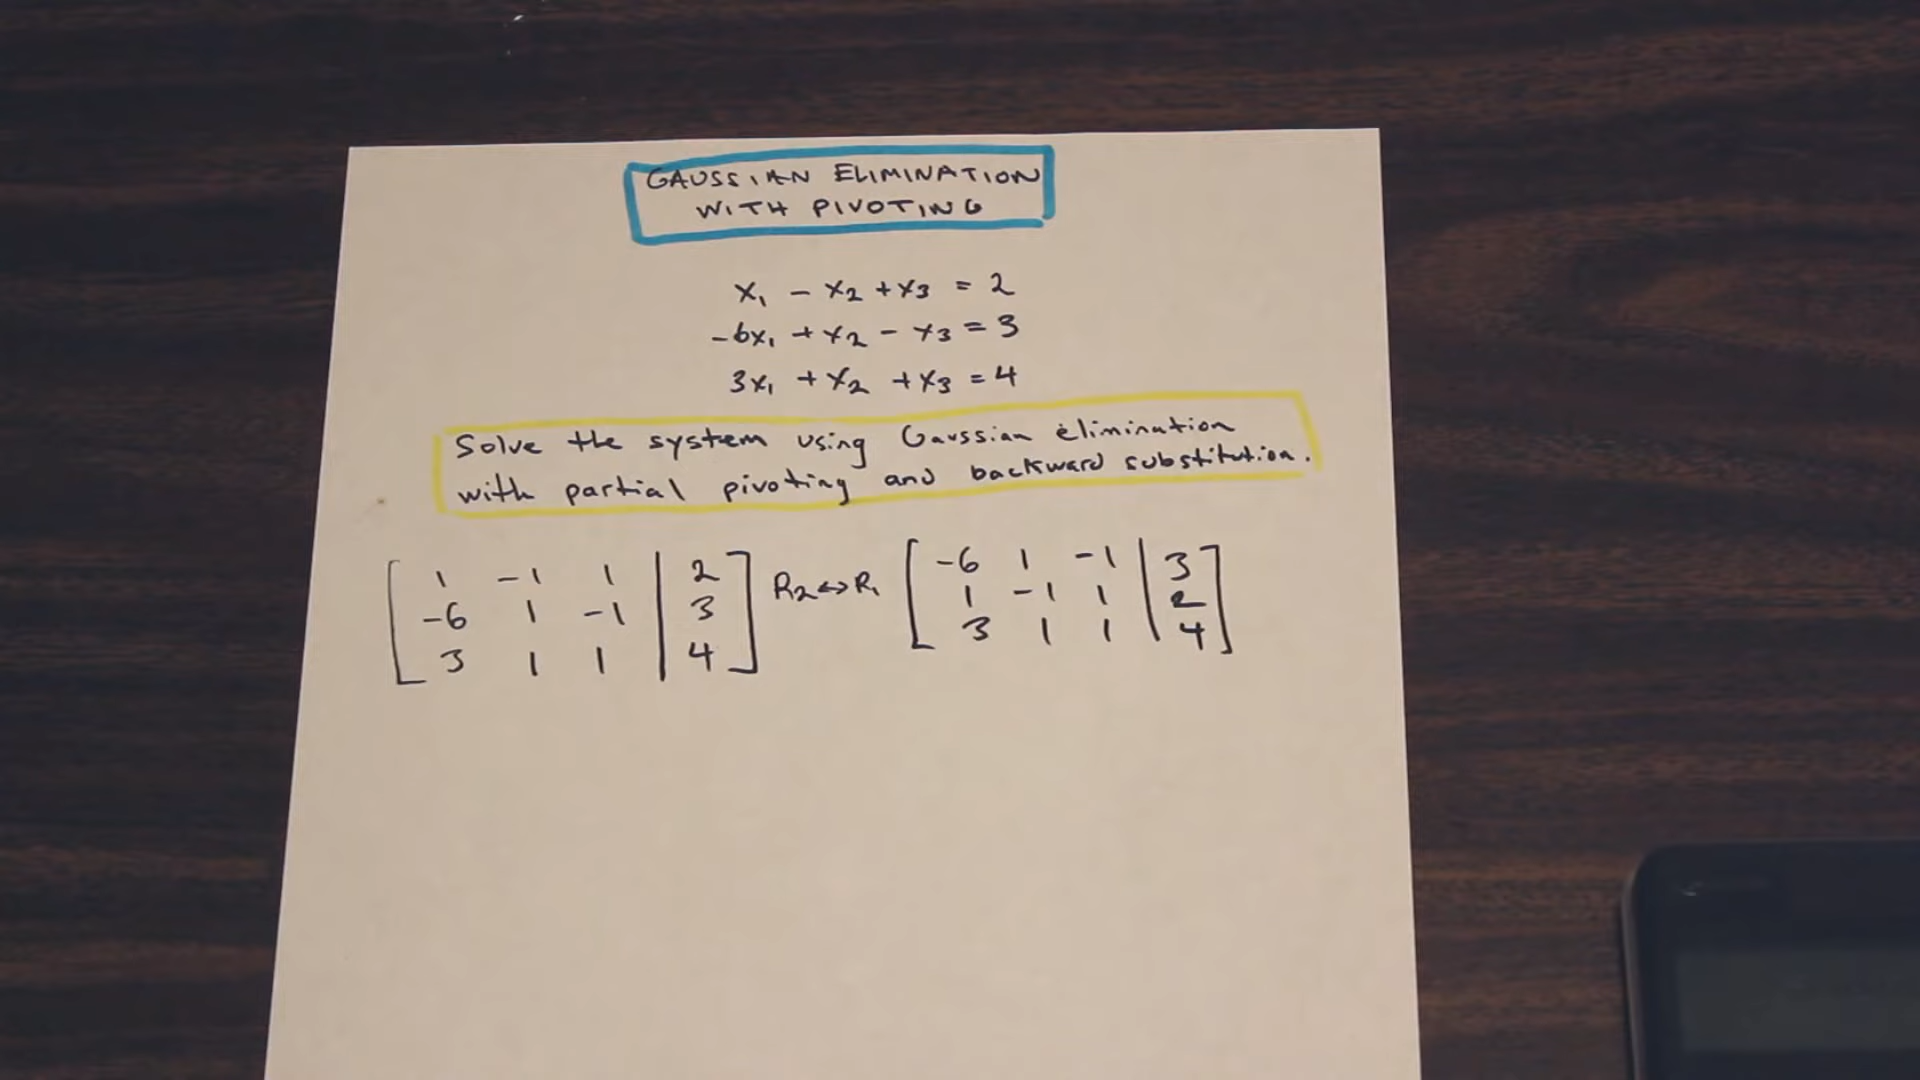 GAUSSIAN ELIMINATION
WITH PIVOTING
x₁ - x₂ + x₃ = 2
-6x₁ + x₂ - x₃ = 3
3x₁ + x₂ + x₃ = 4
Solve the system using Gaussian elimination
with partial pivoting and backward substitution.
[ 1 -1 1 | 2 ] R₂↔R₁ [ -6 1 -1 | 3 ]
[ -6 1 -1 | 3 ] [ 1 -1 1 | 2 ]
[ 3 1 1 | 4 ] [ 3 1 1 | 4 ]